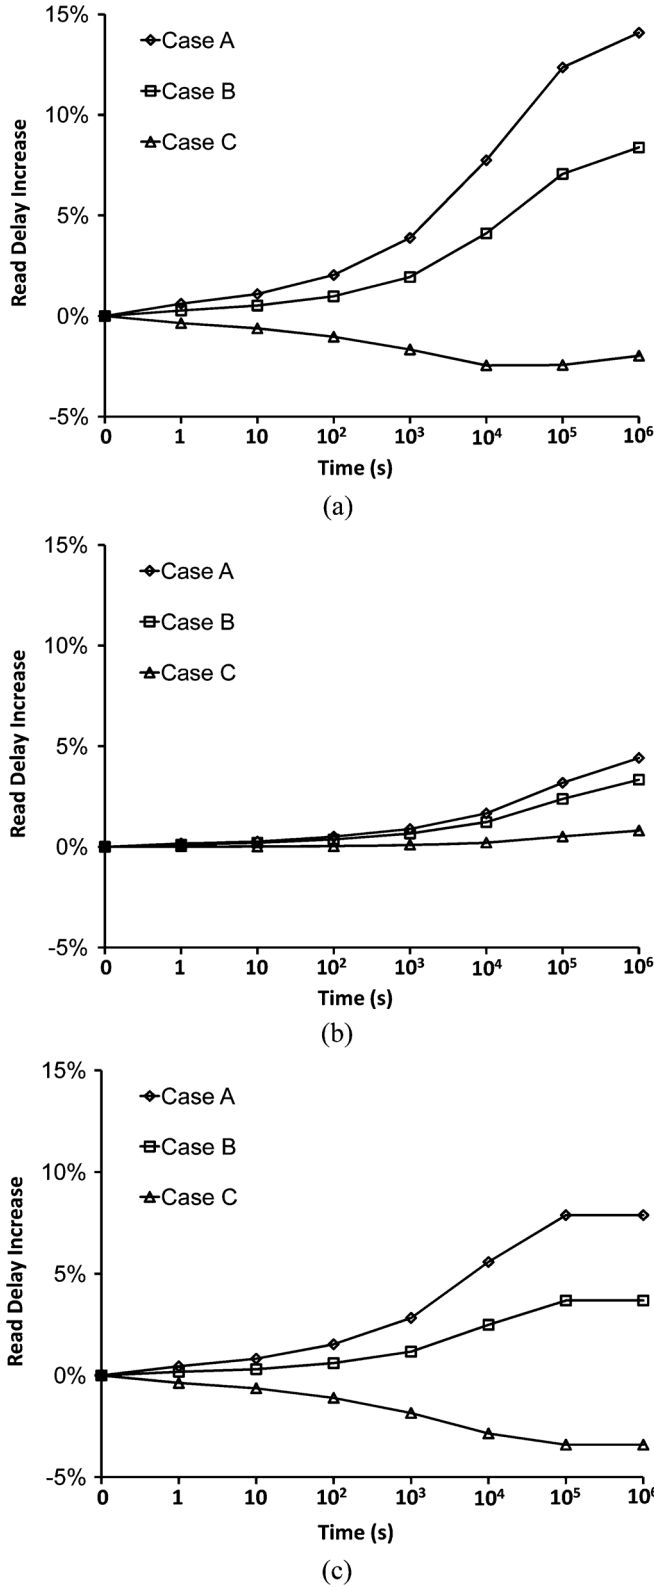 15%
10%
5%
0%
-5%
Read Delay Increase
Case A
Case B
Case C
0 1 10 10² 10³ 10⁴ 10⁵ 10⁶
Time (s)
(a)
15%
10%
5%
0%
-5%
Read Delay Increase
Case A
Case B
Case C
0 1 10 10² 10³ 10⁴ 10⁵ 10⁶
Time (s)
(b)
15%
10%
5%
0%
-5%
Read Delay Increase
Case A
Case B
Case C
0 1 10 10² 10³ 10⁴ 10⁵ 10⁶
Time (s)
(c)